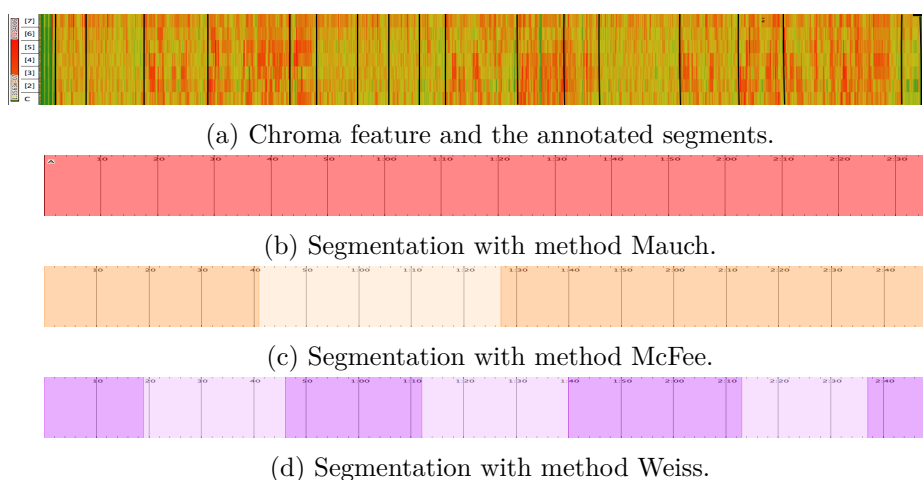 [7]
[6]
[5]
[4]
[3]
[2]
C
(a) Chroma feature and the annotated segments.
10 20 30 40 50 1:00 1:10 1:20 1:30 1:40 1:50 2:00 2:10 2:20 2:30
(b) Segmentation with method Mauch.
10 20 30 40 50 1:00 1:10 1:20 1:30 1:40 1:50 2:00 2:10 2:20 2:30 2:40
(c) Segmentation with method McFee.
10 20 30 40 50 1:00 1:10 1:20 1:30 1:40 1:50 2:00 2:10 2:20 2:30 2:40
(d) Segmentation with method Weiss.